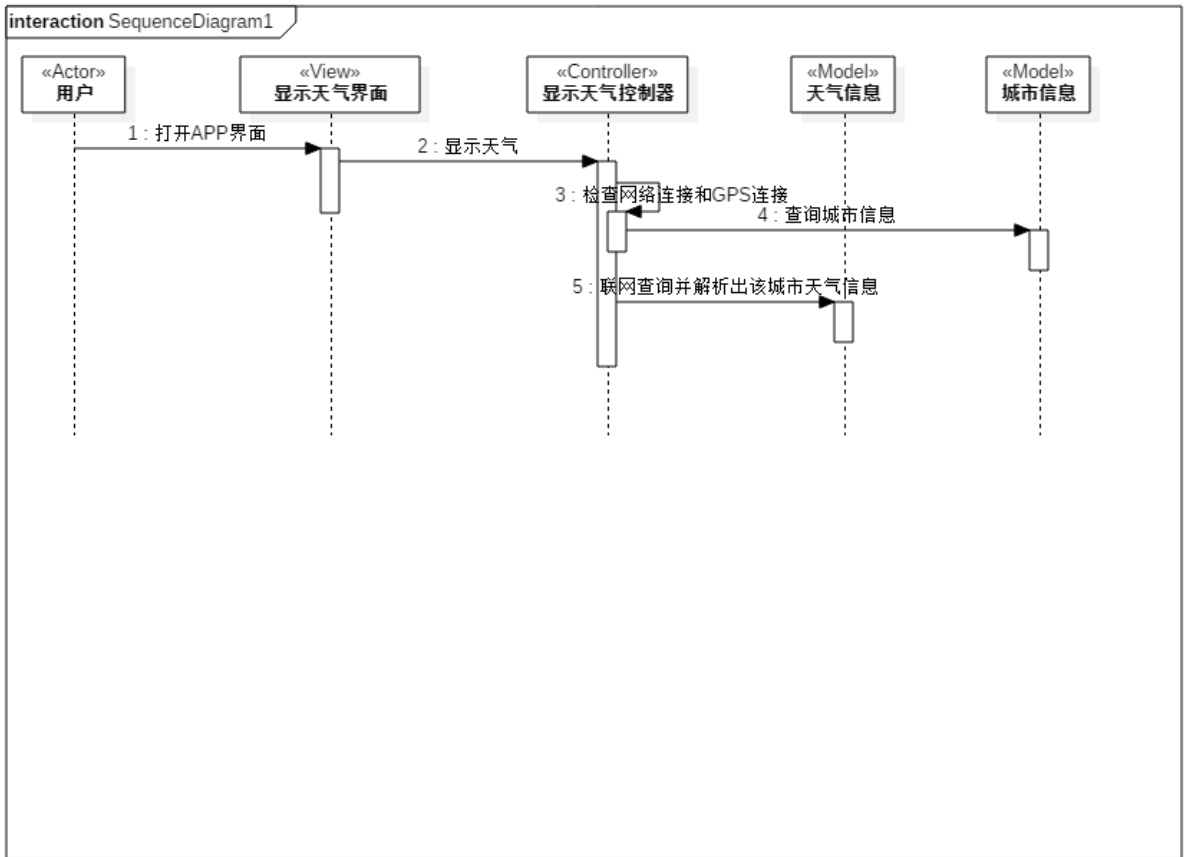 interaction SequenceDiagram1
«Actor»
用户
«View»
显示天气界面
«Controller»
显示天气控制器
«Model»
天气信息
«Model»
城市信息
1 : 打开APP界面
2 : 显示天气
3 : 检查网络连接和GPS连接
4 : 查询城市信息
5 : 联网查询并解析出该城市天气信息